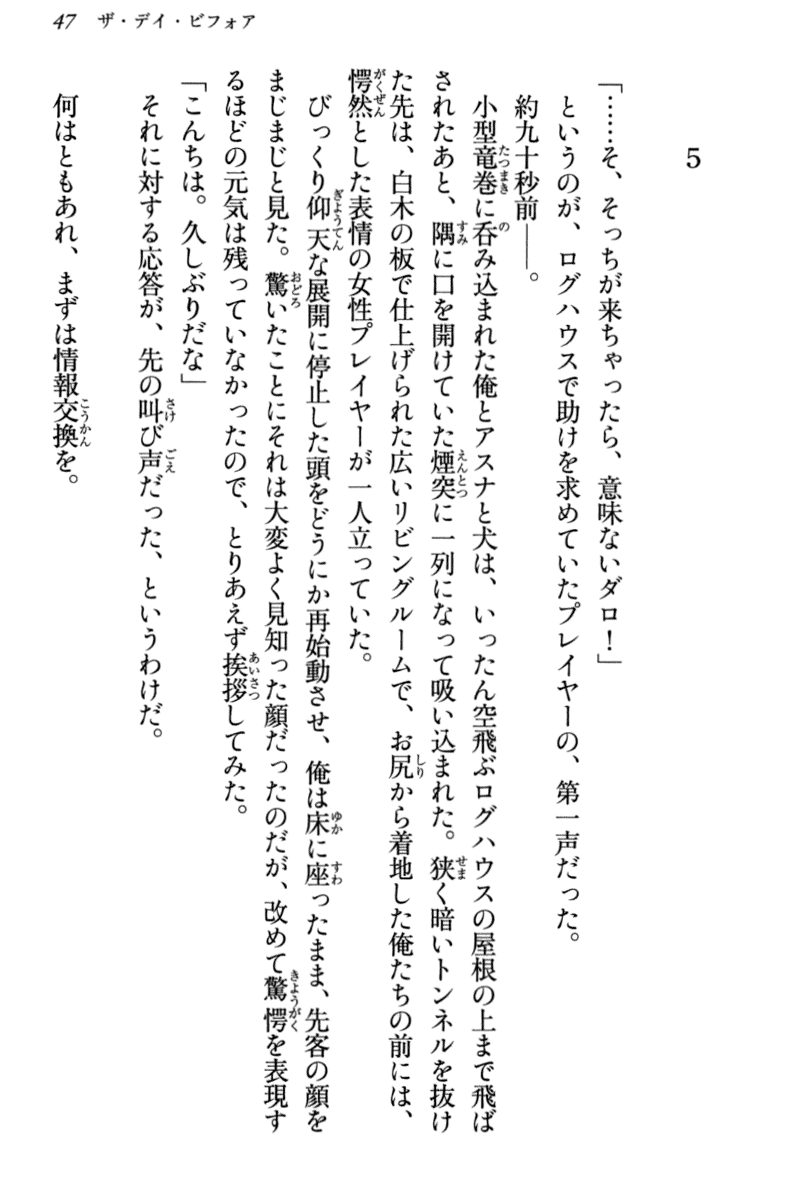 47 ザ・デイ・ビフォア
5
「……そ、そっちが来ちゃったら、意味ないダロ！」
というのが、ログハウスで助けを求めていたプレイヤーの、第一声だった。
約九十秒前――。
小型竜巻に呑み込まれた俺とアスナと犬は、いったん空飛ぶログハウスの屋根の上まで飛ば
されたあと、隅に口を開けていた煙突に一列になって吸い込まれた。狭く暗いトンネルを抜け
た先は、白木の板で仕上げられた広いリビングルームで、お尻から着地した俺たちの前には、
愕然とした表情の女性プレイヤーが一人立っていた。
びっくり仰天な展開に停止した頭をどうにか再始動させ、俺は床に座ったまま、先客の顔を
まじまじと見た。驚いたことにそれは大変よく見知った顔だったのだが、改めて驚愕を表現す
るほどの元気は残っていなかったので、とりあえず挨拶してみた。
「こんちは。久しぶりだな」
それに対する応答が、先の叫び声だった、というわけだ。
何はともあれ、まずは情報交換を。